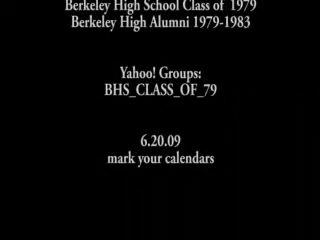 Berkeley High School Class of 1979
Berkeley High Alumni 1979-1983
Yahoo! Groups:
BHS_CLASS_OF_79
6.20.09
mark your calendars